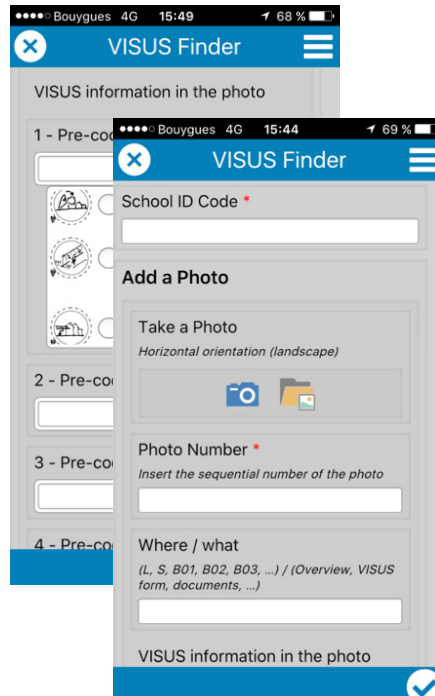 Bouygues 4G 15:49 68 %
VISUS Finder
VISUS information in the photo
1 - Pre-cod
2 - Pre-co
3 - Pre-co
4 - Pre-co
Bouygues 4G 15:44 69 %
VISUS Finder
School ID Code *
Add a Photo
Take a Photo
Horizontal orientation (landscape)
Photo Number *
Insert the sequential number of the photo
Where / what
(L, S, B01, B02, B03, ...) / (Overview, VISUS
form, documents, ...)
VISUS information in the photo